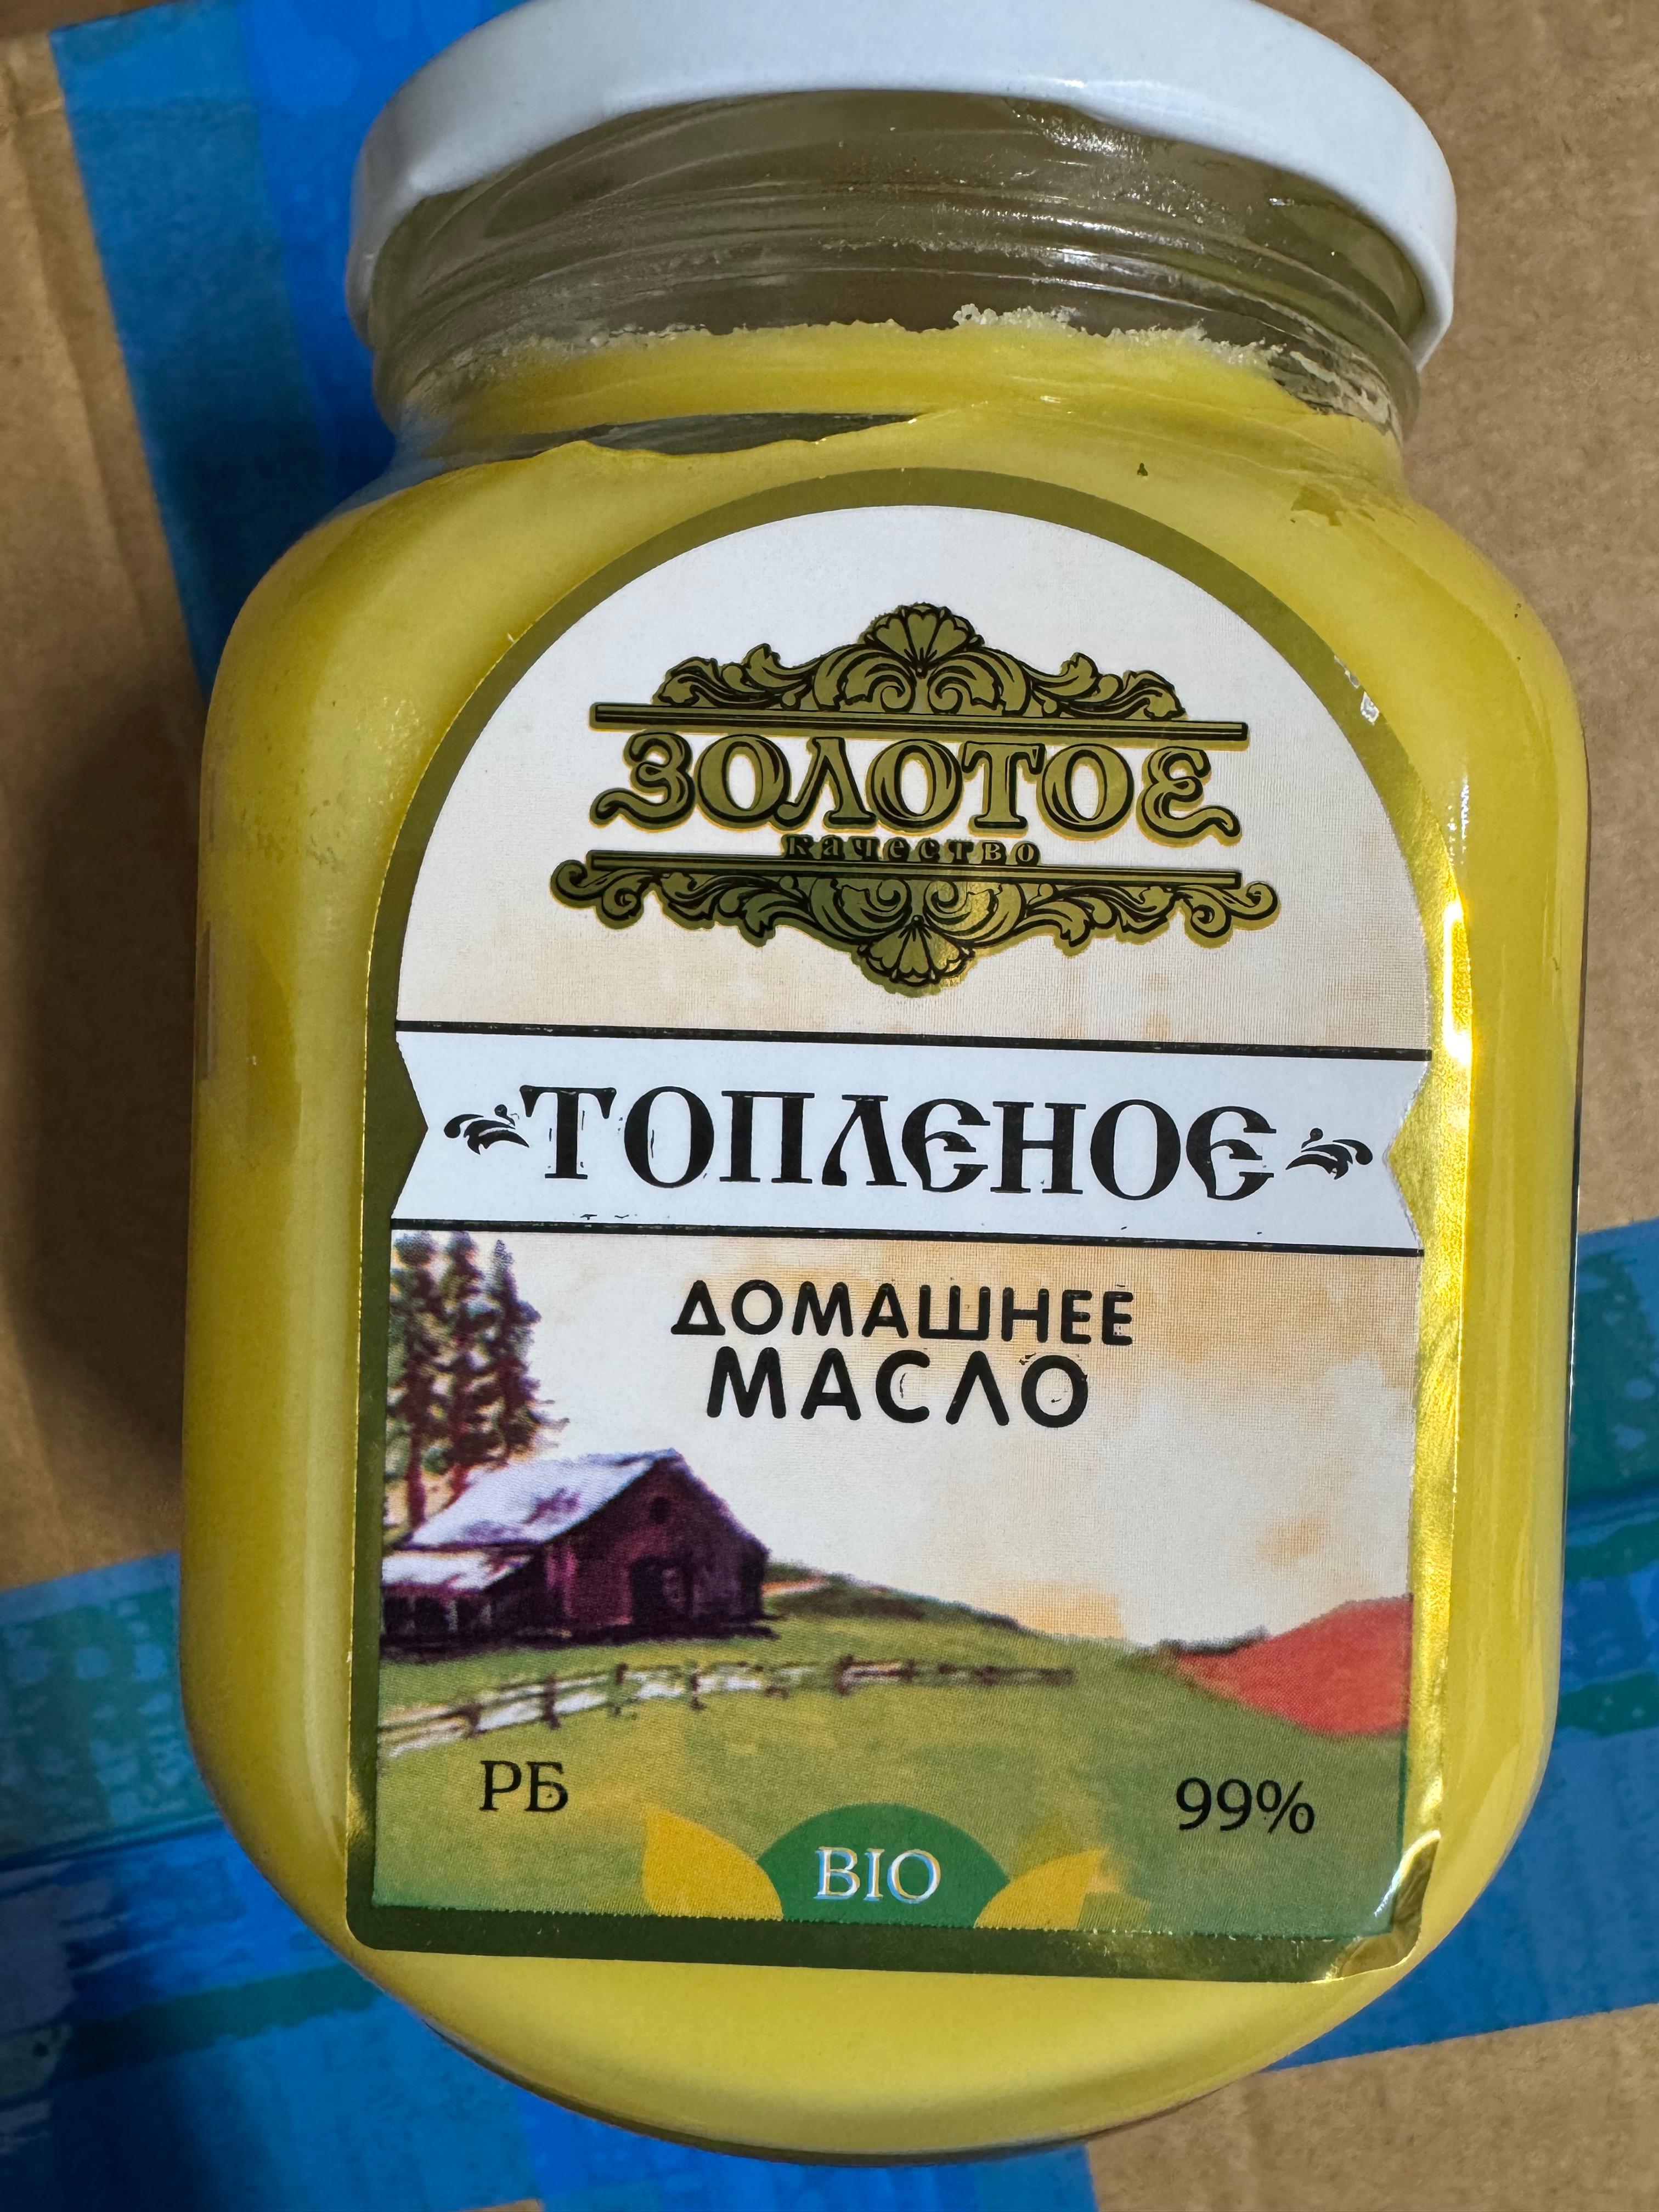 ЗОЛОТОЕ
качество
ТОПЛЕНОЕ
ДОМАШНЕЕ
МАСЛО
РБ
99%
BIO